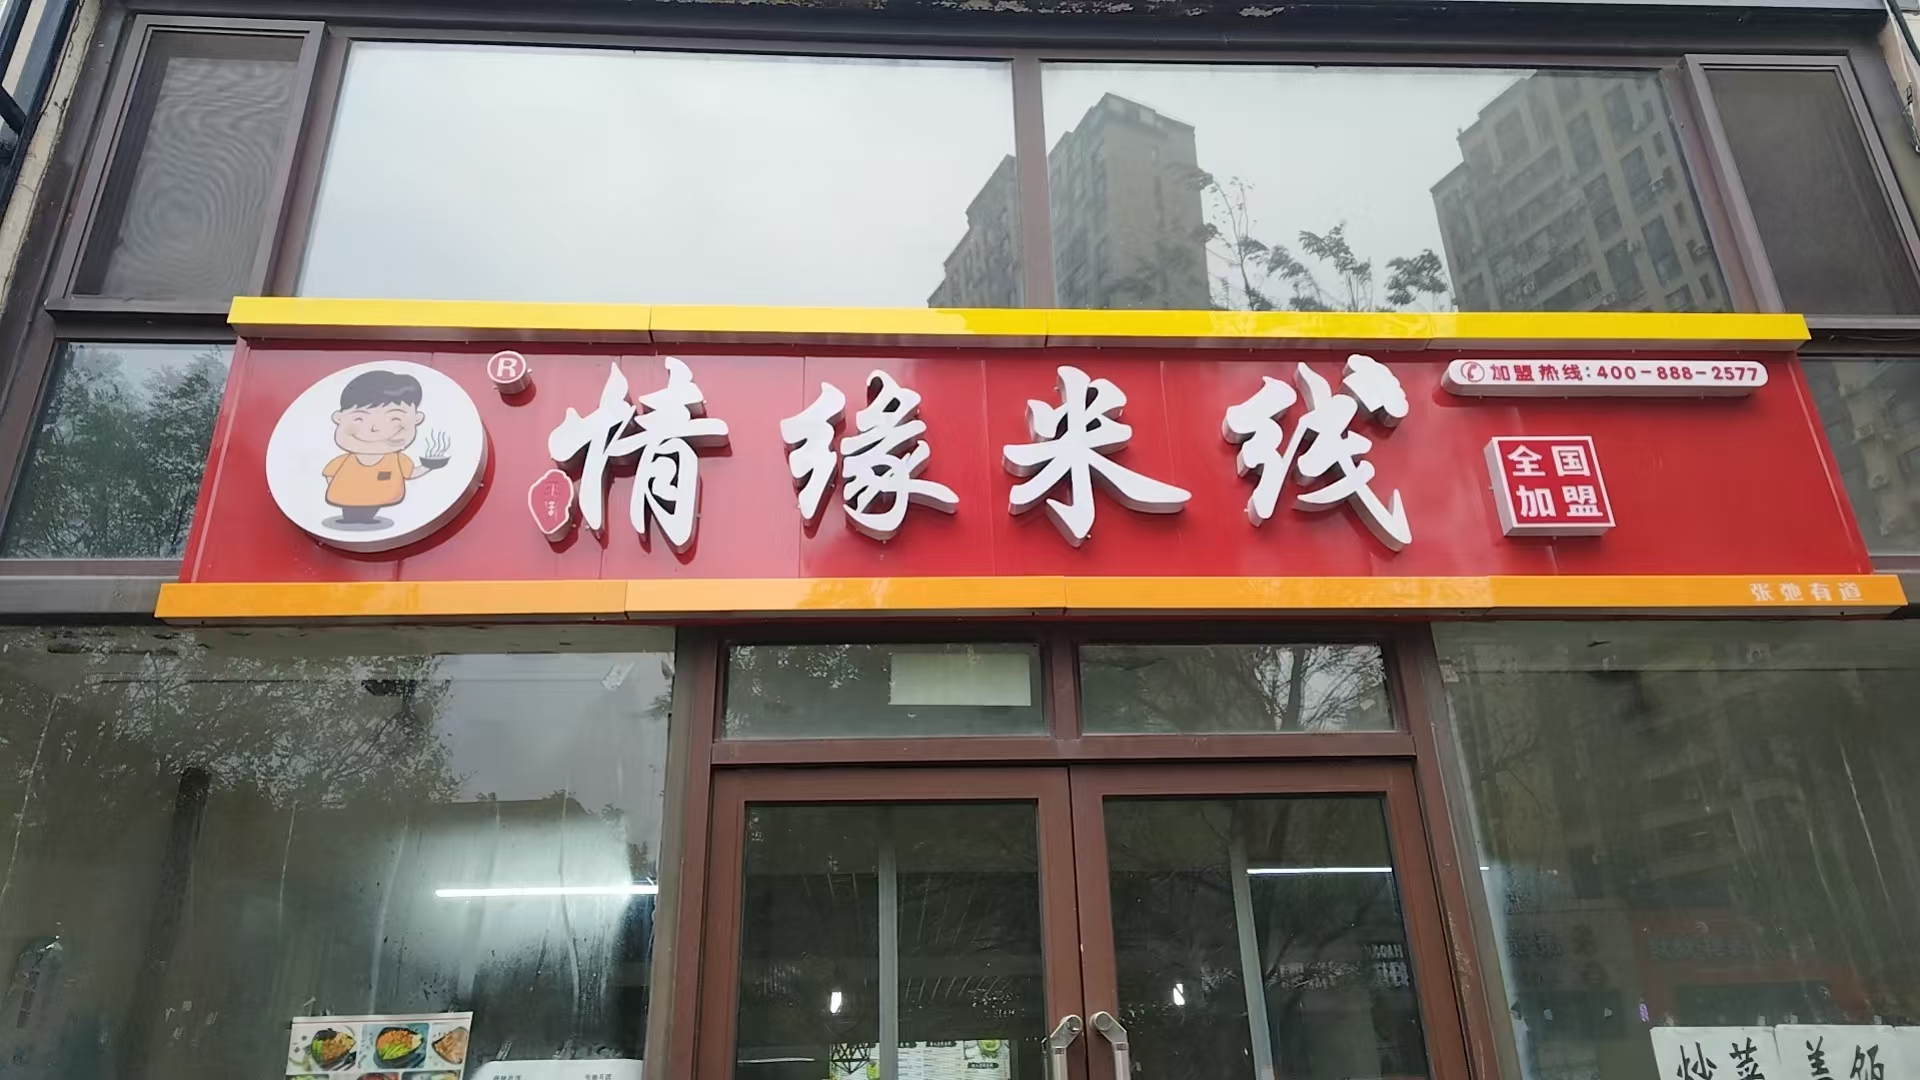 ®
情缘米线
加盟热线:400-888-2577
全国
加盟
张弛有道
炒菜 盖饭